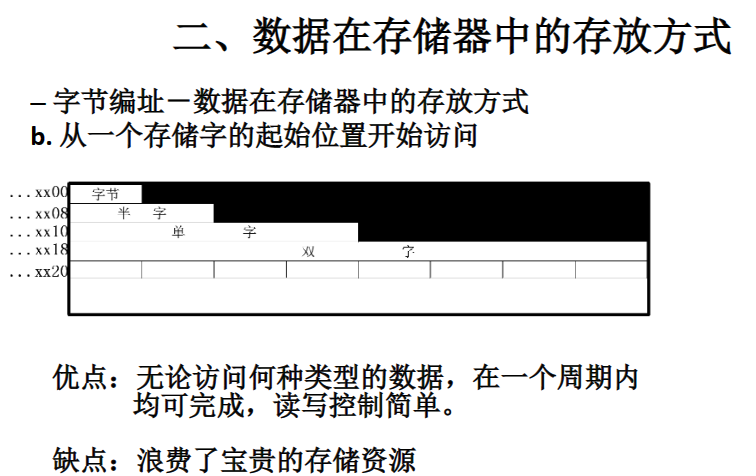 二、数据在存储器中的存放方式
– 字节编址－数据在存储器中的存放方式
b. 从一个存储字的起始位置开始访问
...xx00 字节
...xx08 半 字
...xx10 单 字
...xx18 双 字
...xx20
优点：无论访问何种类型的数据，在一个周期内
均可完成，读写控制简单。
缺点：浪费了宝贵的存储资源